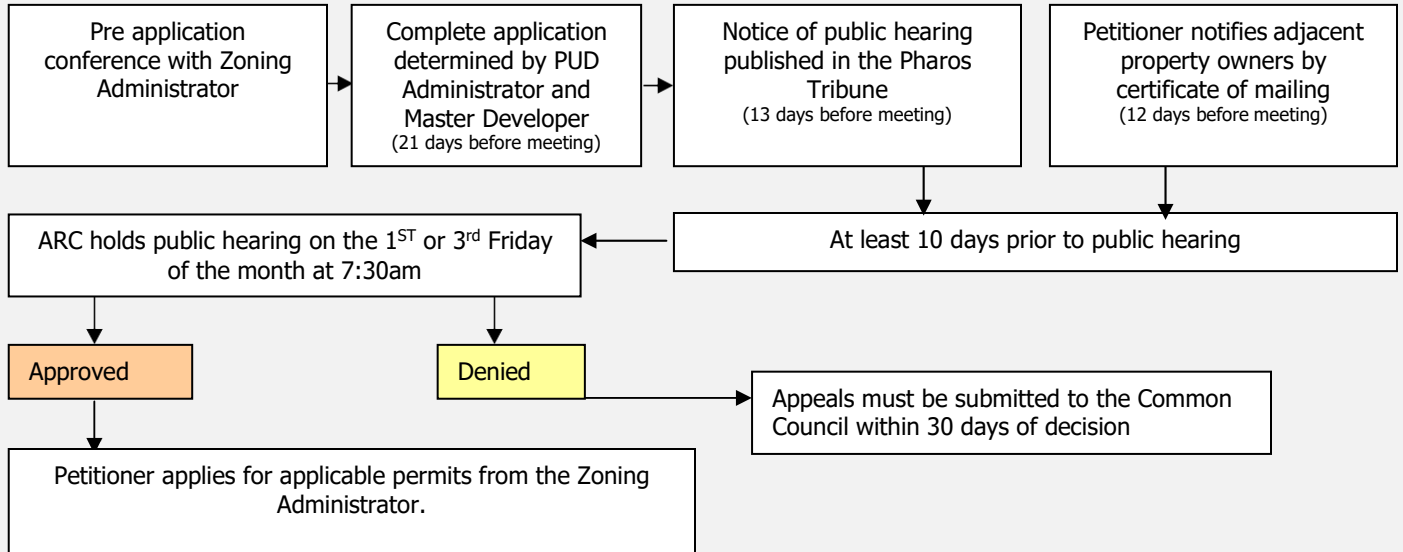 Pre application
conference with Zoning
Administrator
Complete application
determined by PUD
Administrator and
Master Developer
(21 days before meeting)
Notice of public hearing
published in the Pharos
Tribune
(13 days before meeting)
Petitioner notifies adjacent
property owners by
certificate of mailing
(12 days before meeting)
At least 10 days prior to public hearing
ARC holds public hearing on the 1ST or 3rd Friday
of the month at 7:30am
Approved
Denied
Appeals must be submitted to the Common
Council within 30 days of decision
Petitioner applies for applicable permits from the Zoning
Administrator.